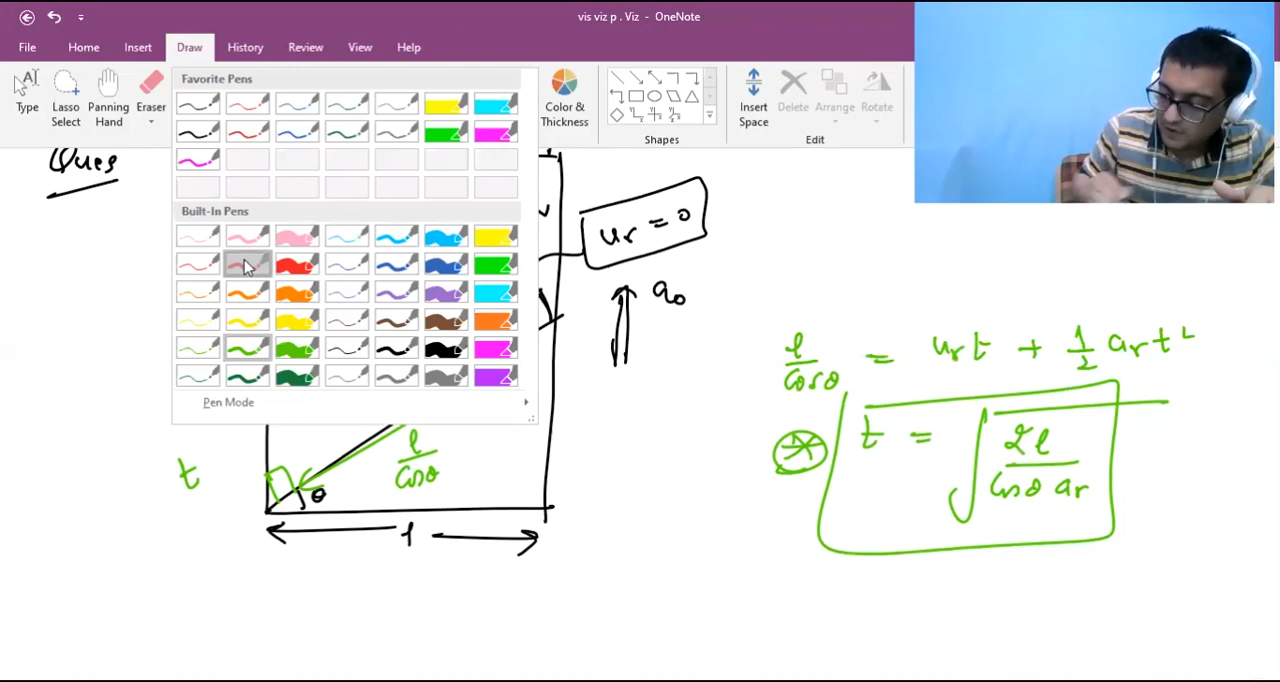 vis viz p . Viz - OneNote
File Home Insert Draw History Review View Help
Type
Lasso Select
Panning Hand
Eraser
Favorite Pens
Built-In Pens
Pen Mode
Color & Thickness
Shapes
Insert Space
Delete
Arrange
Rotate
Edit
Ques
ur = 0
a0
l/cosθ = urt + 1/2 art²
t = √(2l/(cosθ ar))
t
l/cosθ
θ
l